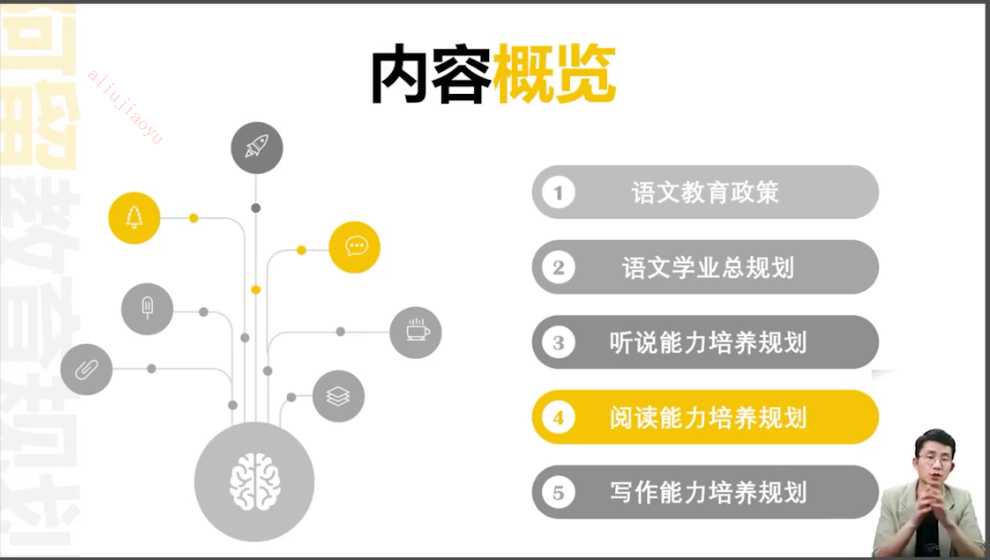 内容概览
aliujiaoyu
1 语文教育政策
2 语文学业总规划
3 听说能力培养规划
4 阅读能力培养规划
5 写作能力培养规划